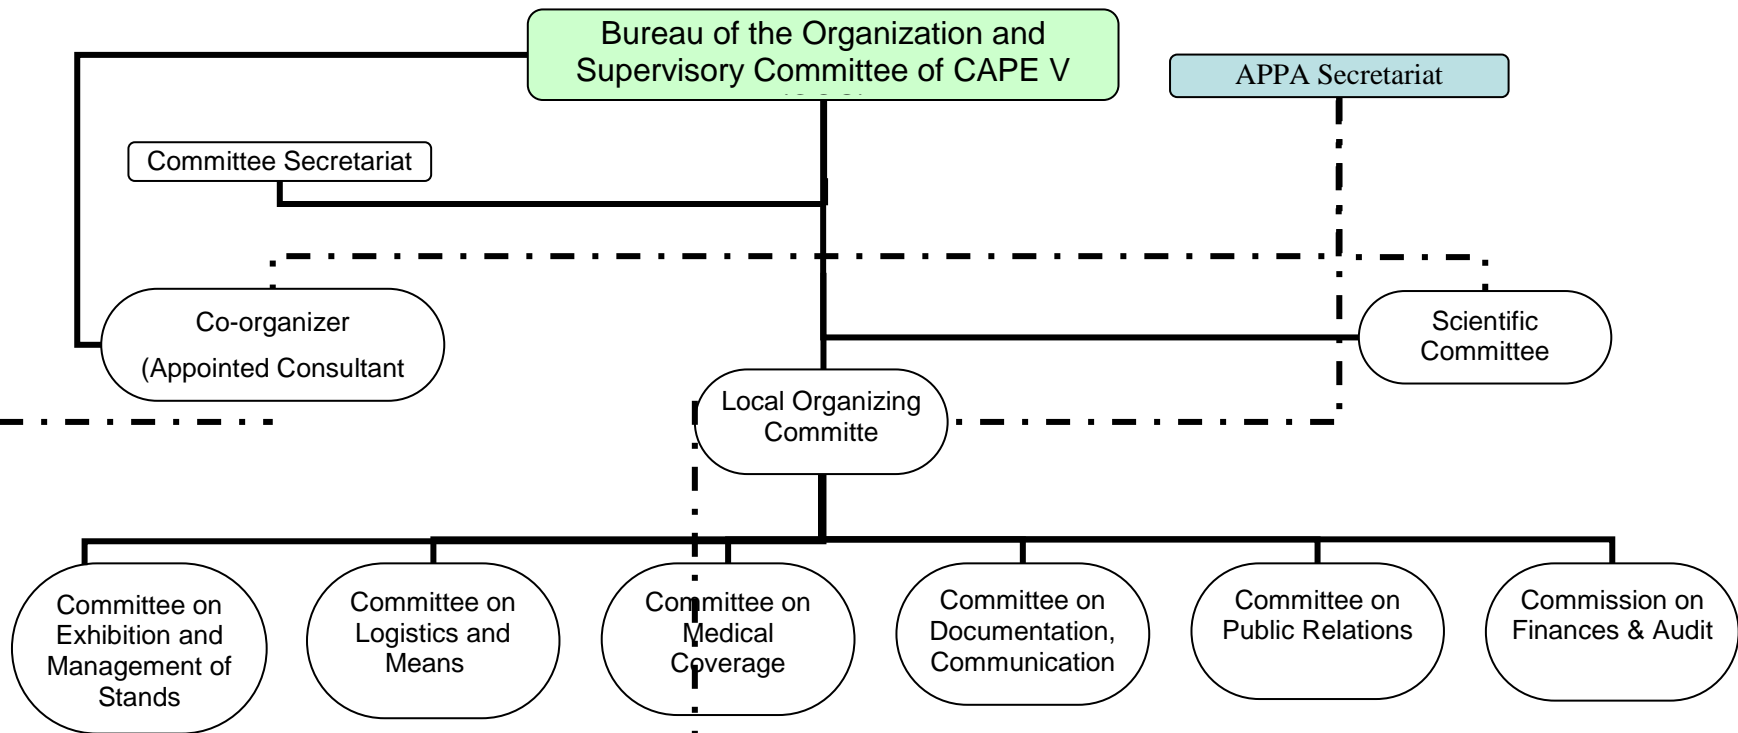 Bureau of the Organization and
Supervisory Committee of CAPE V
APPA Secretariat
Committee Secretariat
Co-organizer
(Appointed Consultant
Scientific
Committee
Local Organizing
Committe
Committee on
Exhibition and
Management of
Stands
Committee on
Logistics and
Means
Committee on
Medical
Coverage
Committee on
Documentation,
Communication
Committee on
Public Relations
Commission on
Finances & Audit